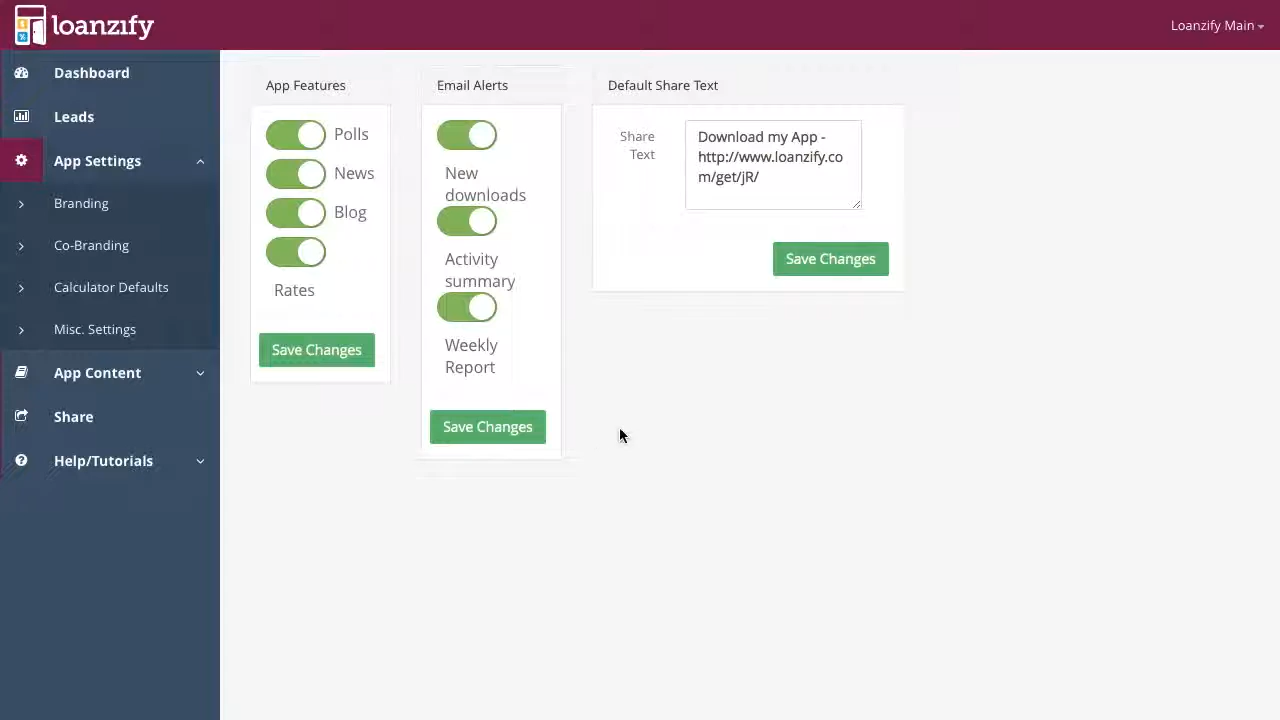 loanzify
Loanzify Main
Dashboard
Leads
App Settings
Branding
Co-Branding
Calculator Defaults
Misc. Settings
App Content
Share
Help/Tutorials
App Features
Polls
News
Blog
Rates
Save Changes
Email Alerts
New
downloads
Activity
summary
Weekly
Report
Save Changes
Default Share Text
Share
Text
Download my App -
http://www.loanzify.co
m/get/jR/
Save Changes